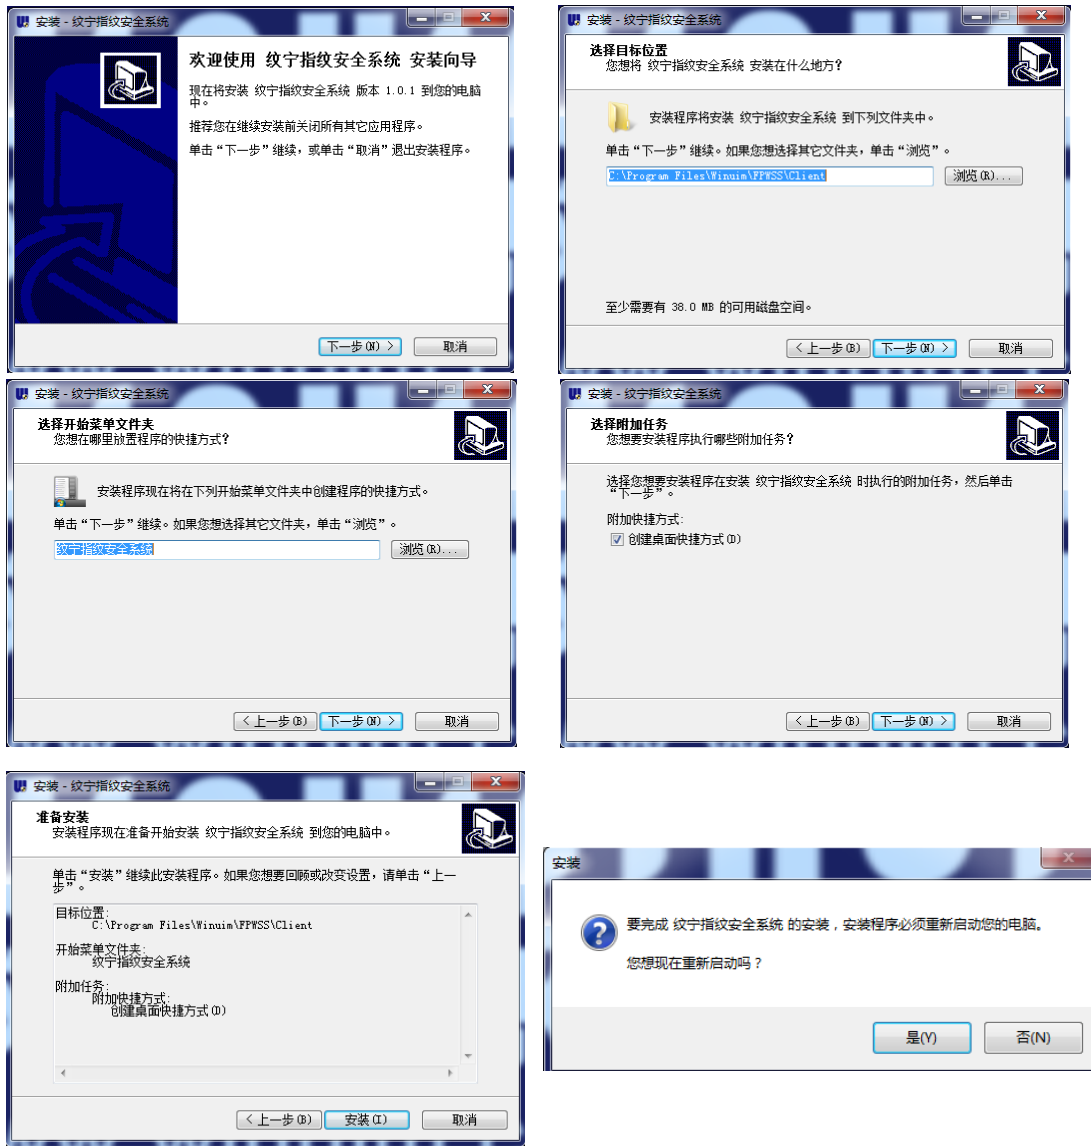 安装 - 纹宁指纹安全系统
欢迎使用 纹宁指纹安全系统 安装向导
现在将安装 纹宁指纹安全系统 版本 1.0.1 到您的电脑
中。
推荐您在继续安装前关闭所有其它应用程序。
单击“下一步”继续，或单击“取消”退出安装程序。
下一步(N) >
取消
安装 - 纹宁指纹安全系统
选择目标位置
您想将 纹宁指纹安全系统 安装在什么地方?
安装程序将安装 纹宁指纹安全系统 到下列文件夹中。
单击“下一步”继续。如果您想选择其它文件夹，单击“浏览”。
C:\Program Files\Winuim\FPWSS\Client
浏览(R)...
至少需要有 38.0 MB 的可用磁盘空间。
< 上一步(B)
下一步(N) >
取消
安装 - 纹宁指纹安全系统
选择开始菜单文件夹
您想在哪里放置程序的快捷方式?
安装程序现在将在下列开始菜单文件夹中创建程序的快捷方式。
单击“下一步”继续。如果您想选择其它文件夹，单击“浏览”。
纹宁指纹安全系统
浏览(R)...
< 上一步(B)
下一步(N) >
取消
安装 - 纹宁指纹安全系统
选择附加任务
您想要安装程序执行哪些附加任务?
选择您想要安装程序在安装 纹宁指纹安全系统 时执行的附加任务，然后单击
“下一步”。
附加快捷方式:
创建桌面快捷方式(D)
< 上一步(B)
下一步(N) >
取消
安装 - 纹宁指纹安全系统
准备安装
安装程序现在准备开始安装 纹宁指纹安全系统 到您的电脑中。
单击“安装”继续此安装程序。如果您想要回顾或改变设置，请单击“上一
步”。
目标位置:
C:\Program Files\Winuim\FPWSS\Client
开始菜单文件夹:
纹宁指纹安全系统
附加任务:
附加快捷方式:
创建桌面快捷方式(D)
< 上一步(B)
安装(I)
取消
安装
要完成 纹宁指纹安全系统 的安装，安装程序必须重新启动您的电脑。
您想现在重新启动吗？
是(Y)
否(N)